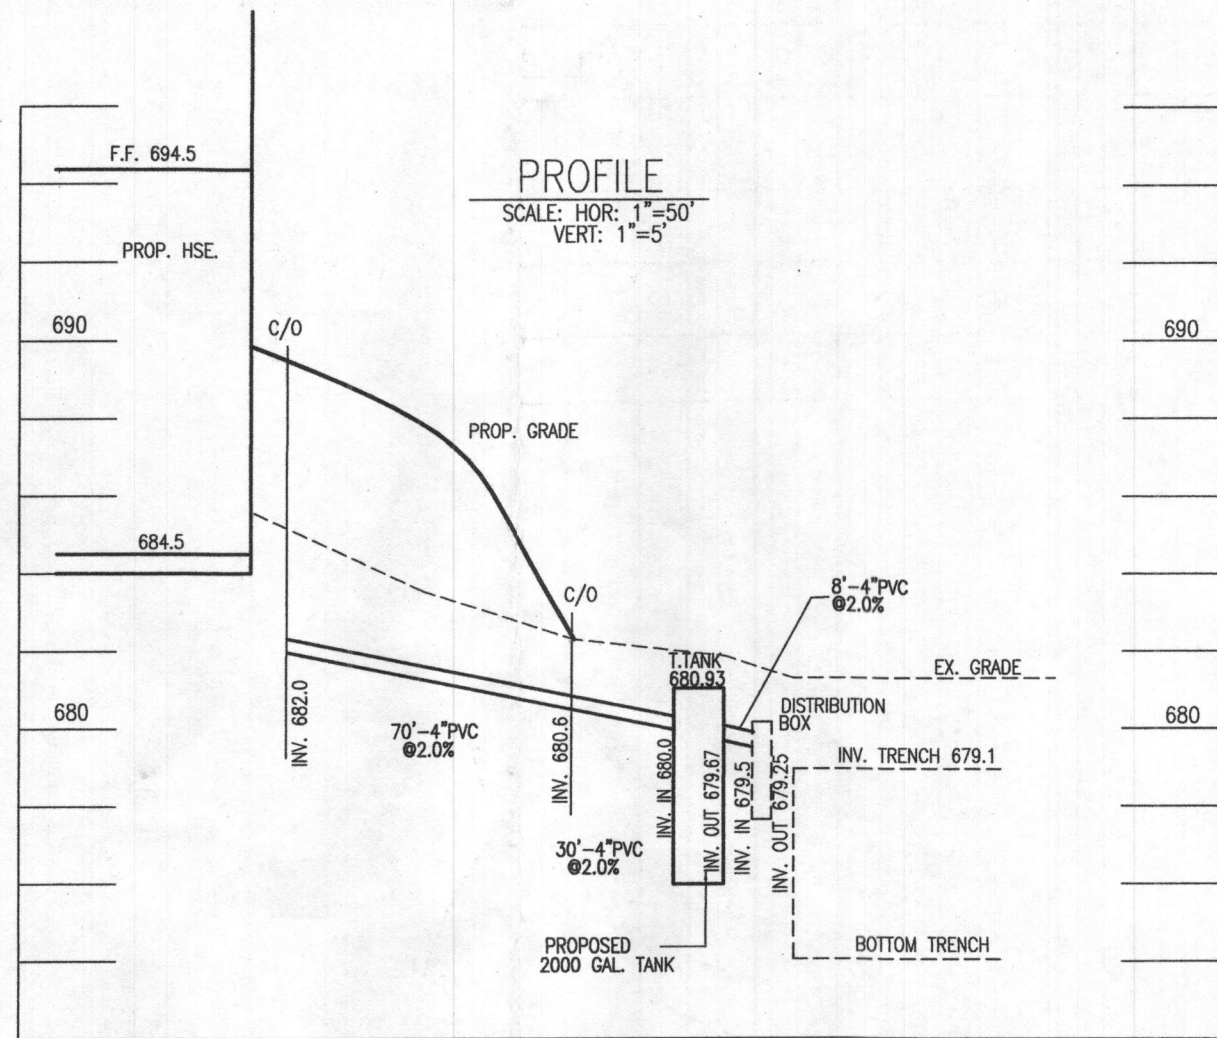 F.F. 694.5
PROFILE
SCALE: HOR: 1"=50'
VERT: 1"=5'
PROP. HSE.
690
C/O
690
PROP. GRADE
684.5
C/O
8'-4"PVC
@2.0%
T.TANK
680.93
EX. GRADE
INV. 682.0
680
70'-4"PVC
@2.0%
INV. 680.6
INV. IN 680.0
INV. OUT 679.67
INV. IN 679.5
INV. OUT 679.25
DISTRIBUTION
BOX
680
INV. TRENCH 679.1
30'-4"PVC
@2.0%
PROPOSED
2000 GAL. TANK
BOTTOM TRENCH